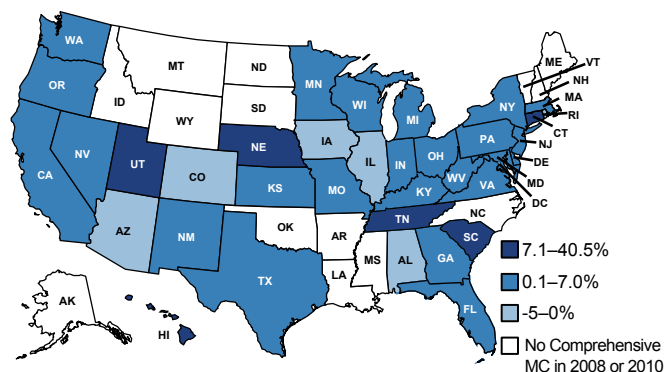 WA
OR
CA
NV
ID
MT
WY
UT
CO
AZ
NM
ND
SD
NE
KS
OK
TX
MN
IA
MO
AR
LA
WI
IL
MI
IN
OH
KY
TN
MS
AL
GA
FL
SC
NC
VA
WV
PA
NY
ME
VT
NH
MA
RI
CT
NJ
DE
MD
DC
AK
HI
7.1–40.5%
0.1–7.0%
-5–0%
No Comprehensive
MC in 2008 or 2010